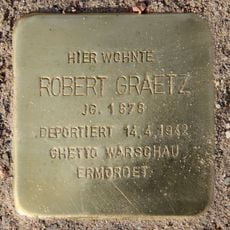 HIER WOHNTE
ROBERT GRAETZ
JG. 1878
DEPORTIERT 14.4.1942
GHETTO WARSCHAU
ERMORDET